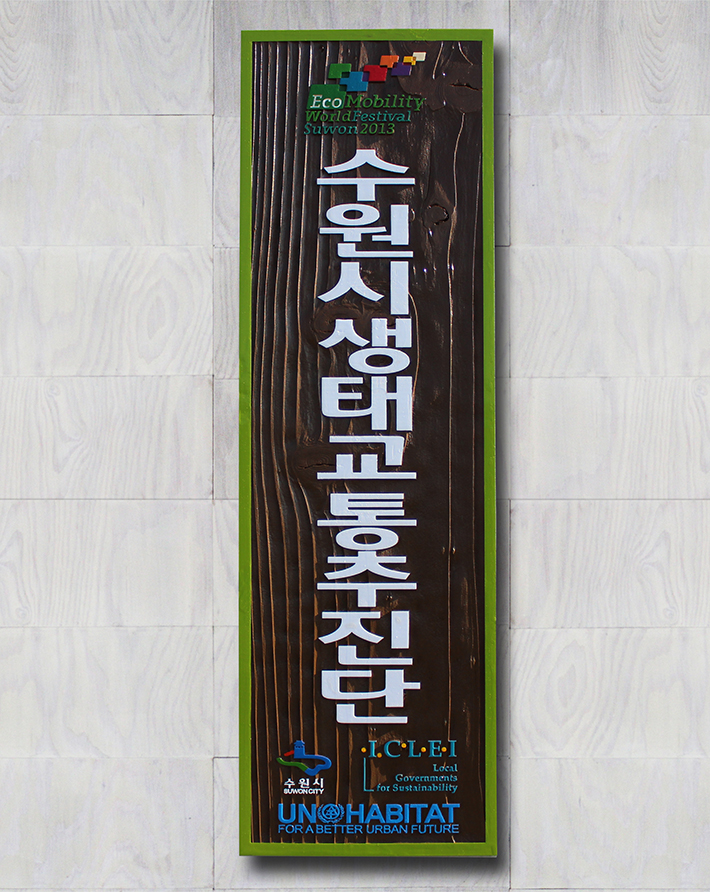 EcoMobility
WorldFestival
Suwon2013
수원시생태교통추진단
수원시
SUWON CITY
I.C.L.E.I
Local
Governments
for Sustainability
UN HABITAT
FOR A BETTER URBAN FUTURE